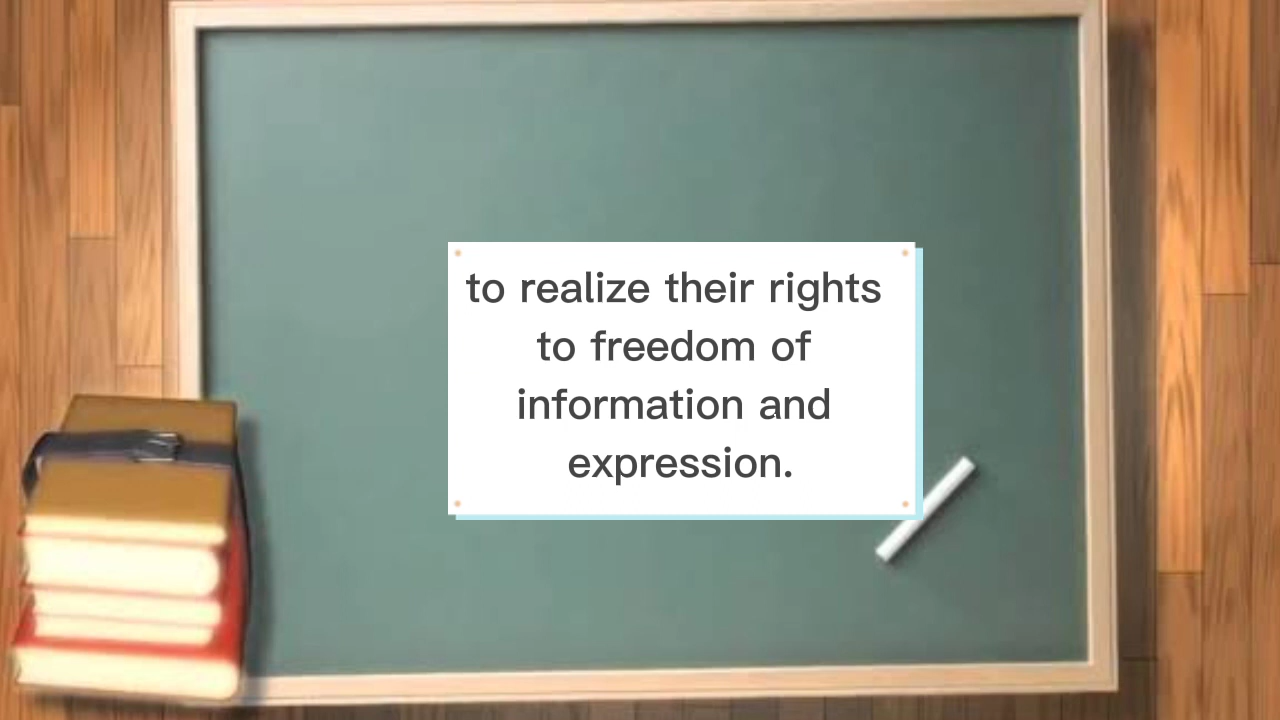 to realize their rights
to freedom of
information and
expression.